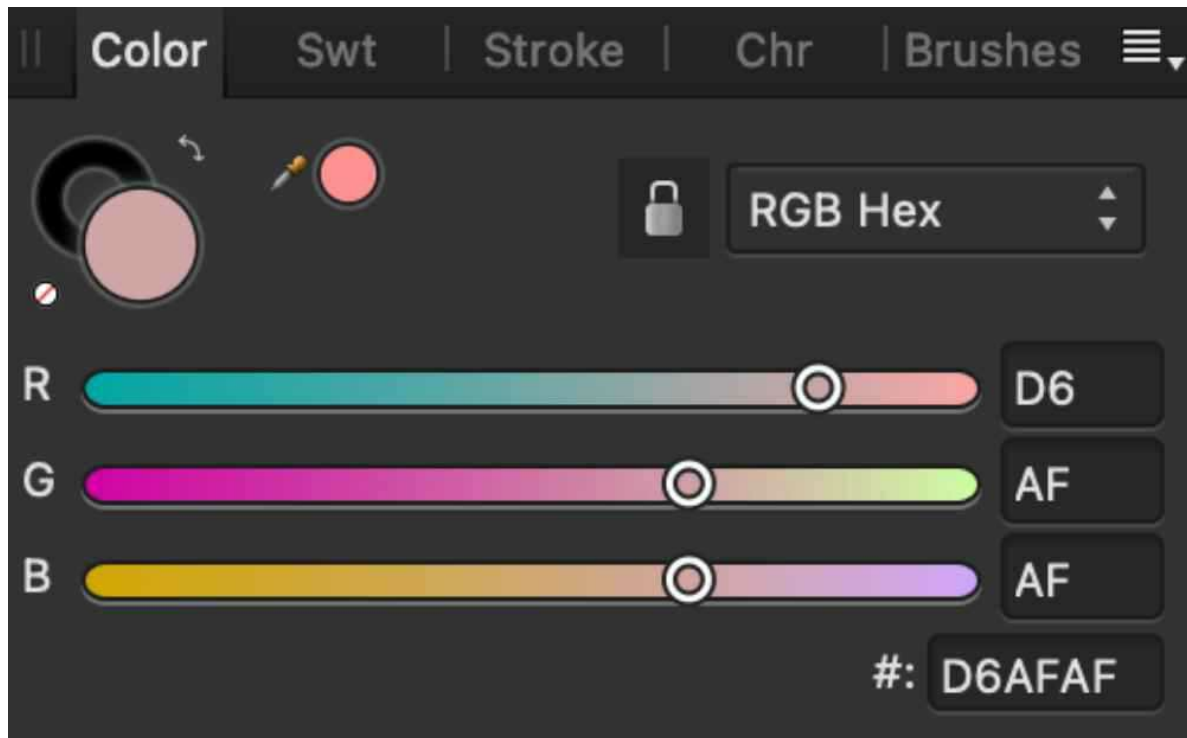 Color Swt Stroke Chr Brushes
RGB Hex
R D6
G AF
B AF
#: D6AFAF